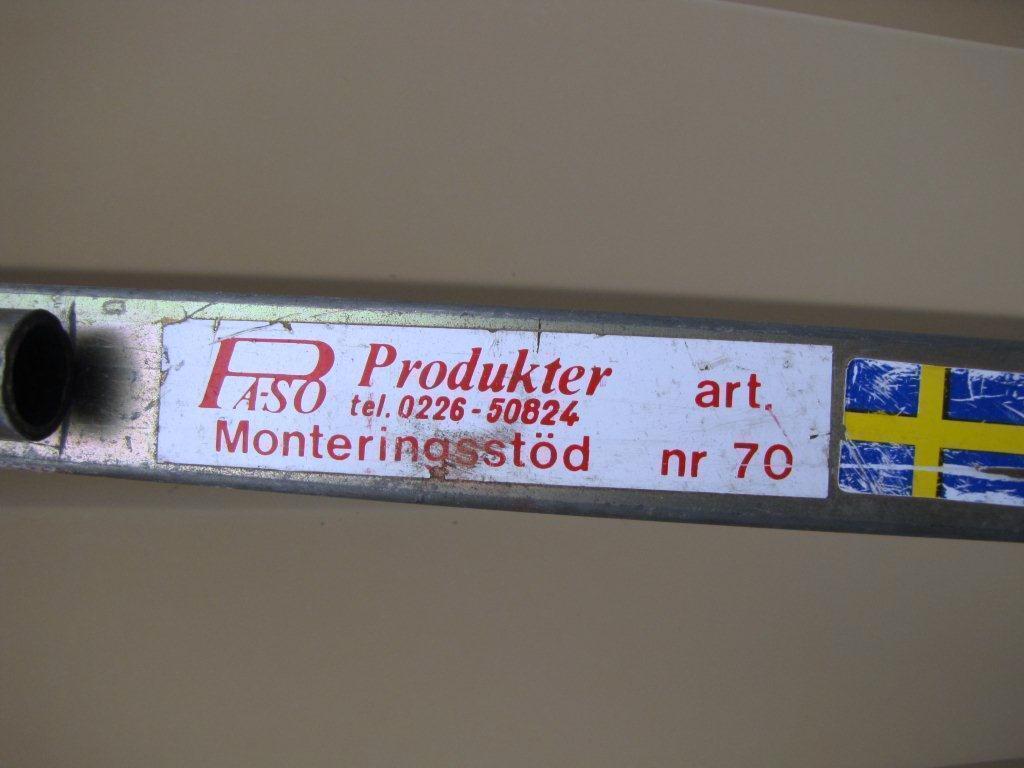 PA-SO Produkter
tel. 0226-50824
Monteringsstöd
art.
nr 70